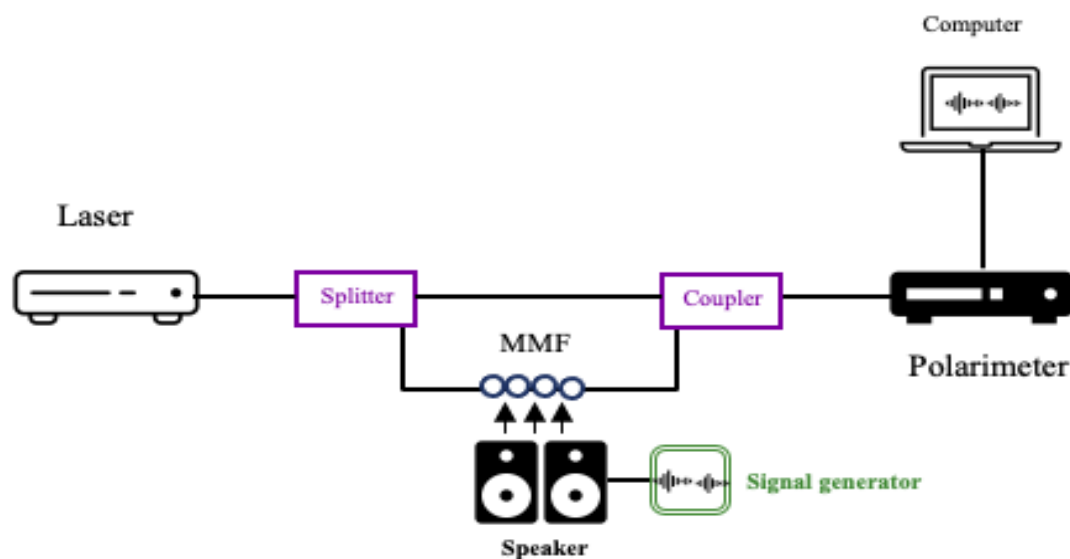 Computer
Laser
Splitter
Coupler
MMF
Polarimeter
Signal generator
Speaker